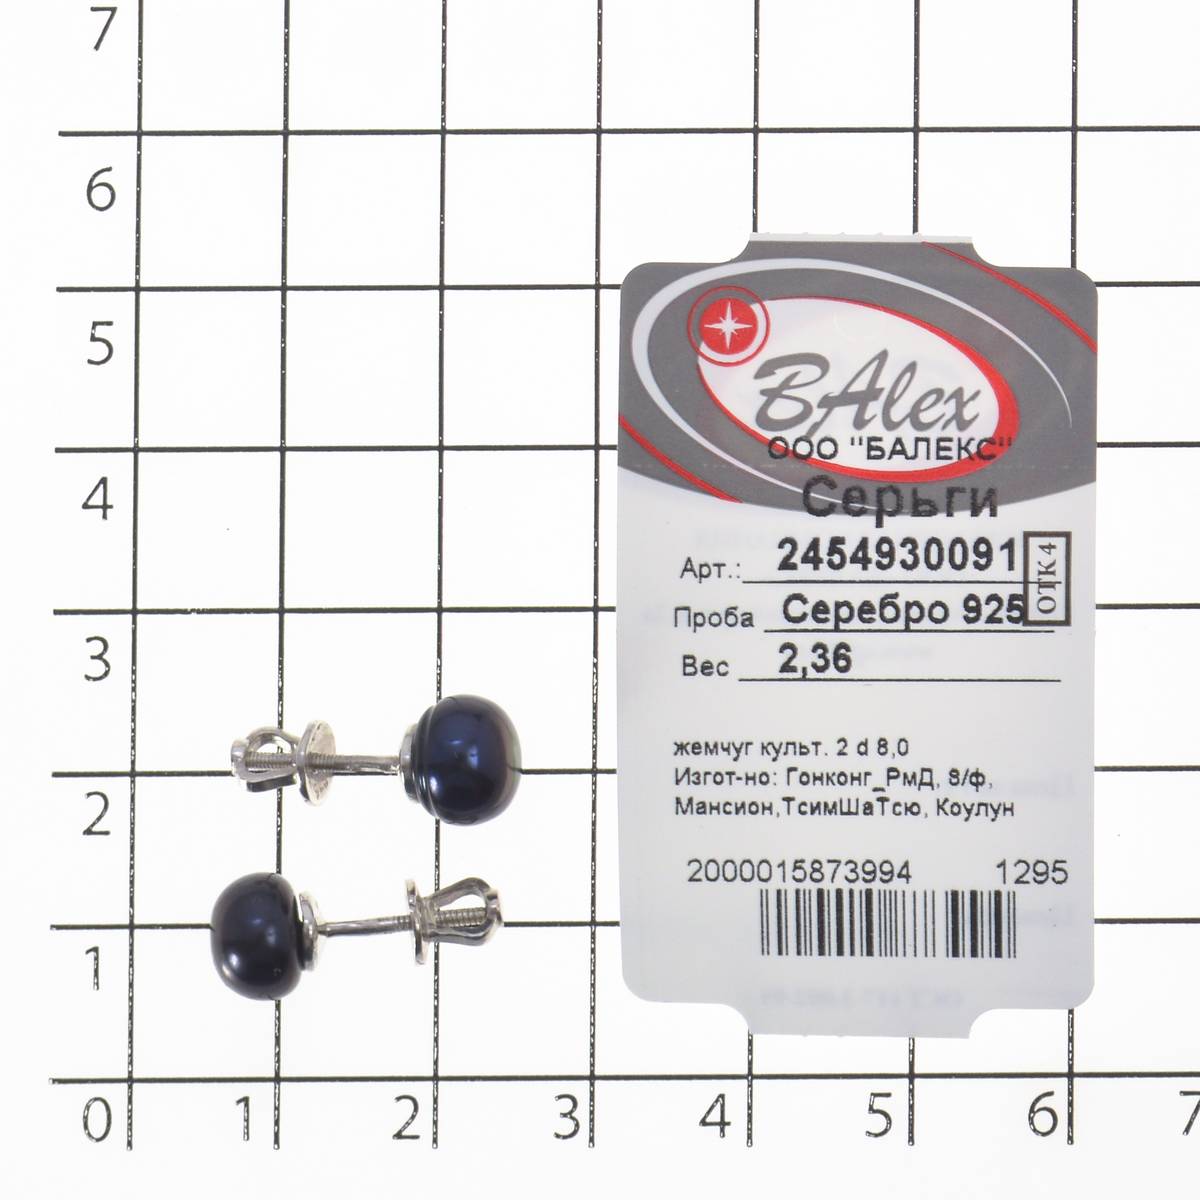 7
6
5
4
3
2
1
0 1 2 3 4 5 6 7
BAlex
ООО "БАЛЕКС"
Серьги
Арт.: 2454930091
ОТК 4
Проба Серебро 925
Вес 2,36
жемчуг культ. 2 d 8,0
Изгот-но: Гонконг_РмД, 8/ф,
Мансион,ТсимШаТсю, Коулун
2000015873994 1295